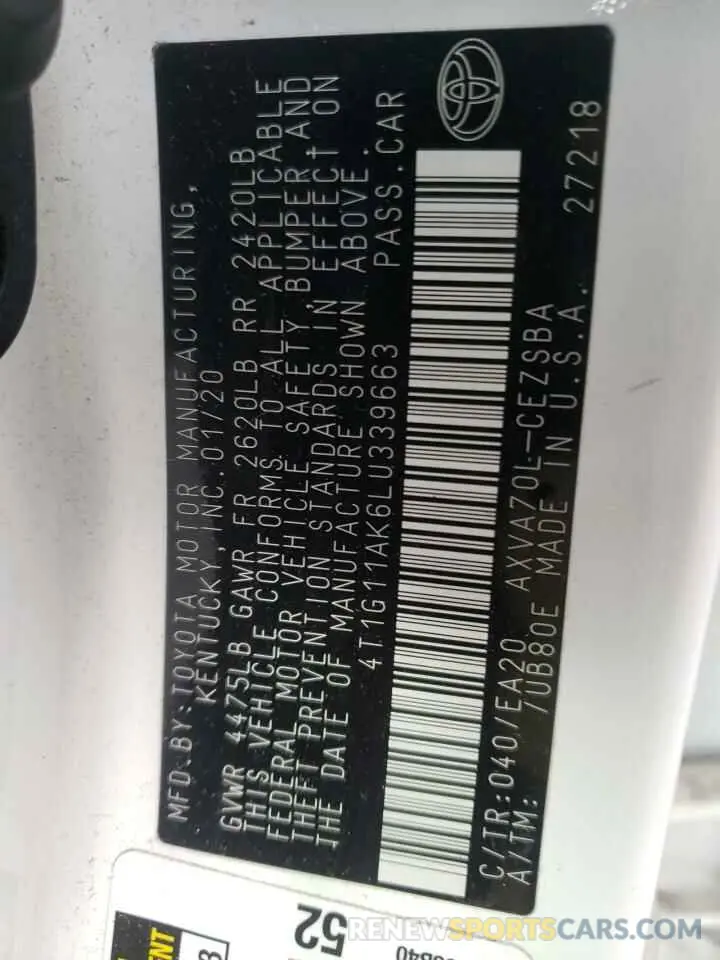 MFD.BY:TOYOTA MOTOR MANUFACTURING,
KENTUCKY, INC. 01/20
GVWR 4475LB GAWR FR 2620LB RR 2420LB
THIS VEHICLE CONFORMS TO ALL APPLICABLE
FEDERAL MOTOR VEHICLE SAFETY, BUMPER AND
THEFT PREVENTION STANDARDS IN EFFECT ON
THE DATE OF MANUFACTURE SHOWN ABOVE.
4T1G11AK6LU339663 PASS.CAR
C/TR:040/EA20 AXVA70L-CEZSBA
A/TM: 7UB80E MADE IN U.S.A. 27218
52
RENEWSPORTSCARS.COM